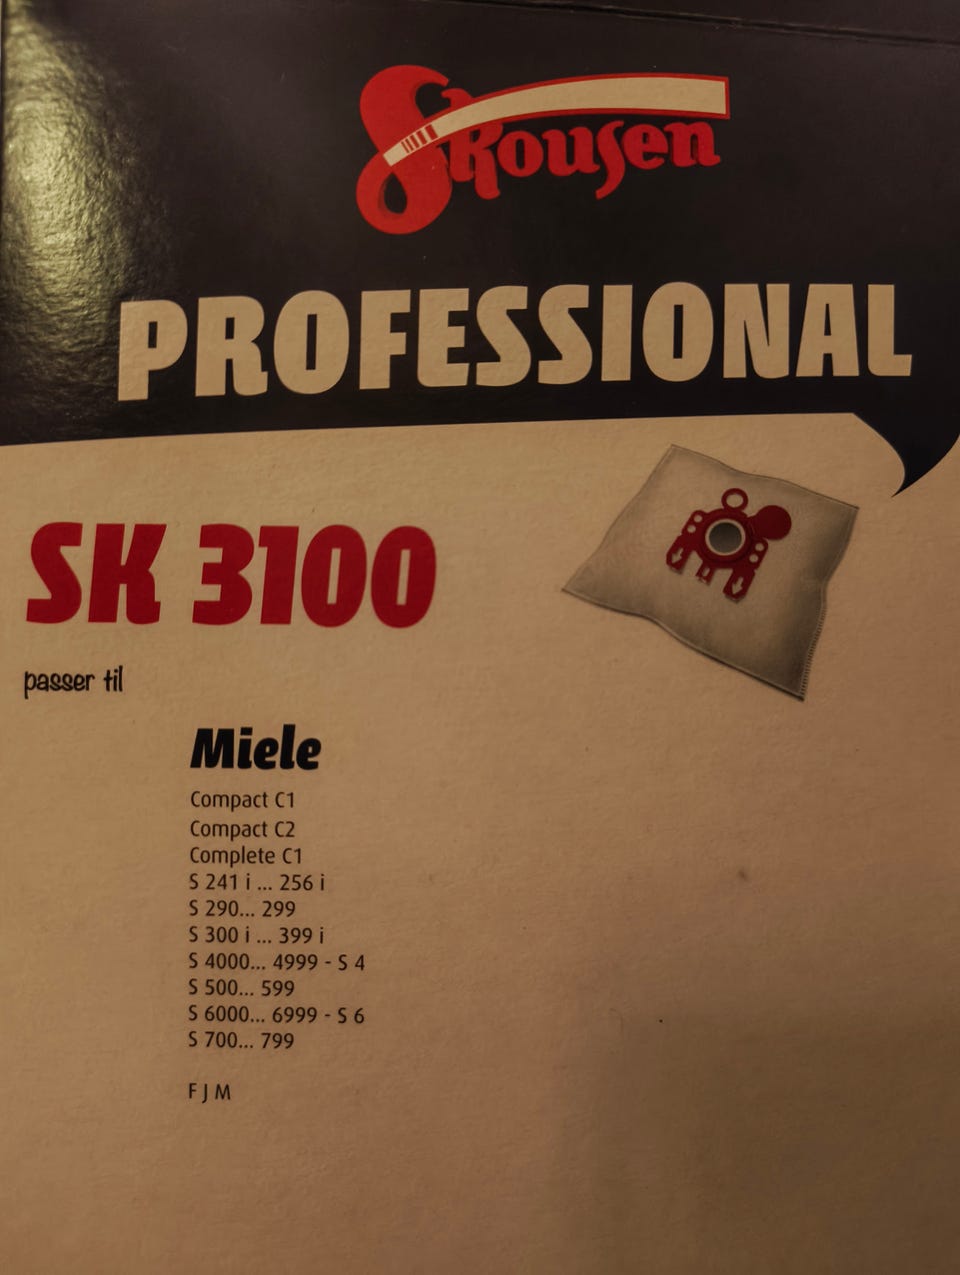 Skousen
PROFESSIONAL
SK 3100
passer til
Miele
Compact C1
Compact C2
Complete C1
S 241 i ... 256 i
S 290... 299
S 300 i ... 399 i
S 4000... 4999 - S 4
S 500... 599
S 6000... 6999 - S 6
S 700... 799
F J M